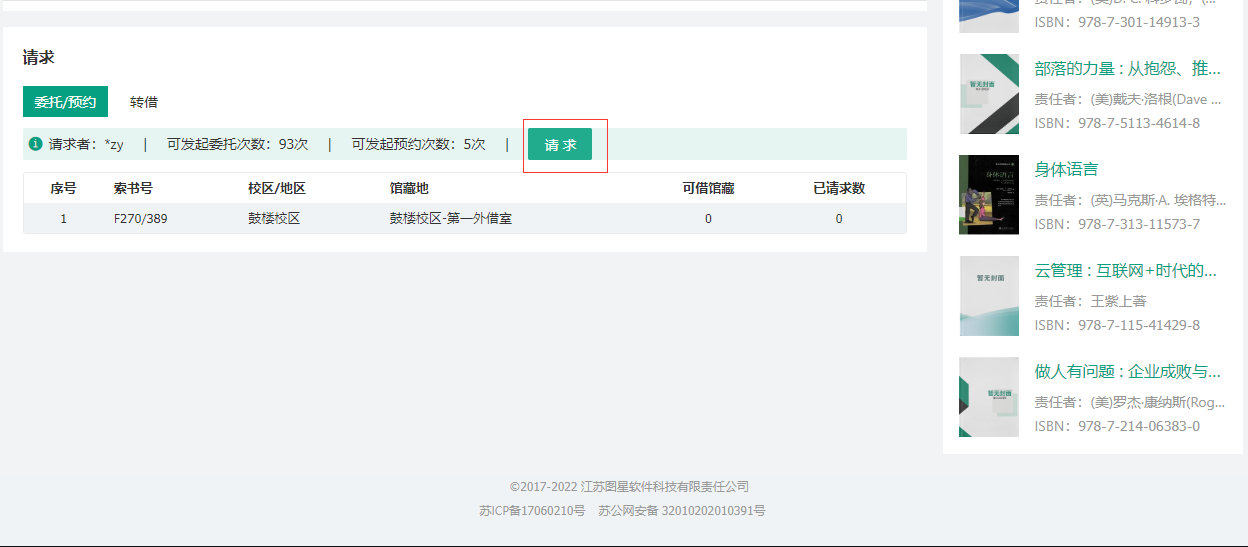 请求
委托/预约 转借
请求者：*zy | 可发起委托次数：93次 | 可发起预约次数：5次 | 请 求
序号 索书号 校区/地区 馆藏地 可借馆藏 已请求数
1 F270/389 鼓楼校区 鼓楼校区-第一外借室 0 0
ISBN：978-7-301-14913-3
部落的力量 : 从抱怨、推...
责任者：(美)戴夫·洛根(Dave ...
ISBN：978-7-5113-4614-8
身体语言
身体语言
责任者：(英)马克斯·A. 埃格特...
ISBN：978-7-313-11573-7
暂无封面
云管理 : 互联网+时代的...
责任者：王紫上著
ISBN：978-7-115-41429-8
暂无封面
做人有问题 : 企业成败与...
责任者：(美)罗杰·康纳斯(Rog...
ISBN：978-7-214-06383-0
暂无封面
©2017-2022 江苏图星软件科技有限责任公司
苏ICP备17060210号 苏公网安备 32010202010391号